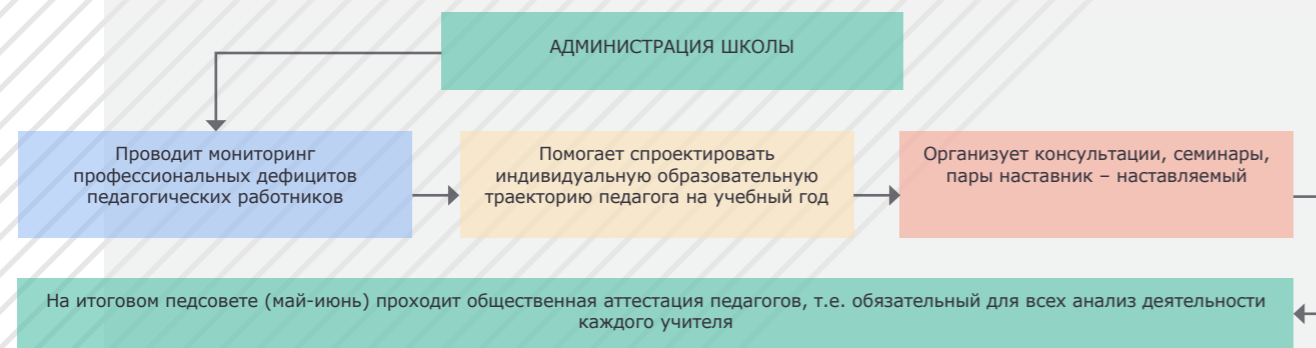 АДМИНИСТРАЦИЯ ШКОЛЫ
Проводит мониторинг
профессиональных дефицитов
педагогических работников
Помогает спроектировать
индивидуальную образовательную
траекторию педагога на учебный год
Организует консультации, семинары,
пары наставник – наставляемый
На итоговом педсовете (май-июнь) проходит общественная аттестация педагогов, т.е. обязательный для всех анализ деятельности
каждого учителя